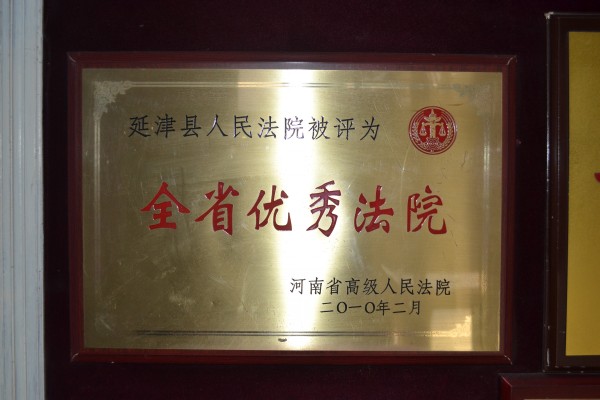 延津县人民法院被评为
全省优秀法院
河南省高级人民法院
二〇一〇年二月